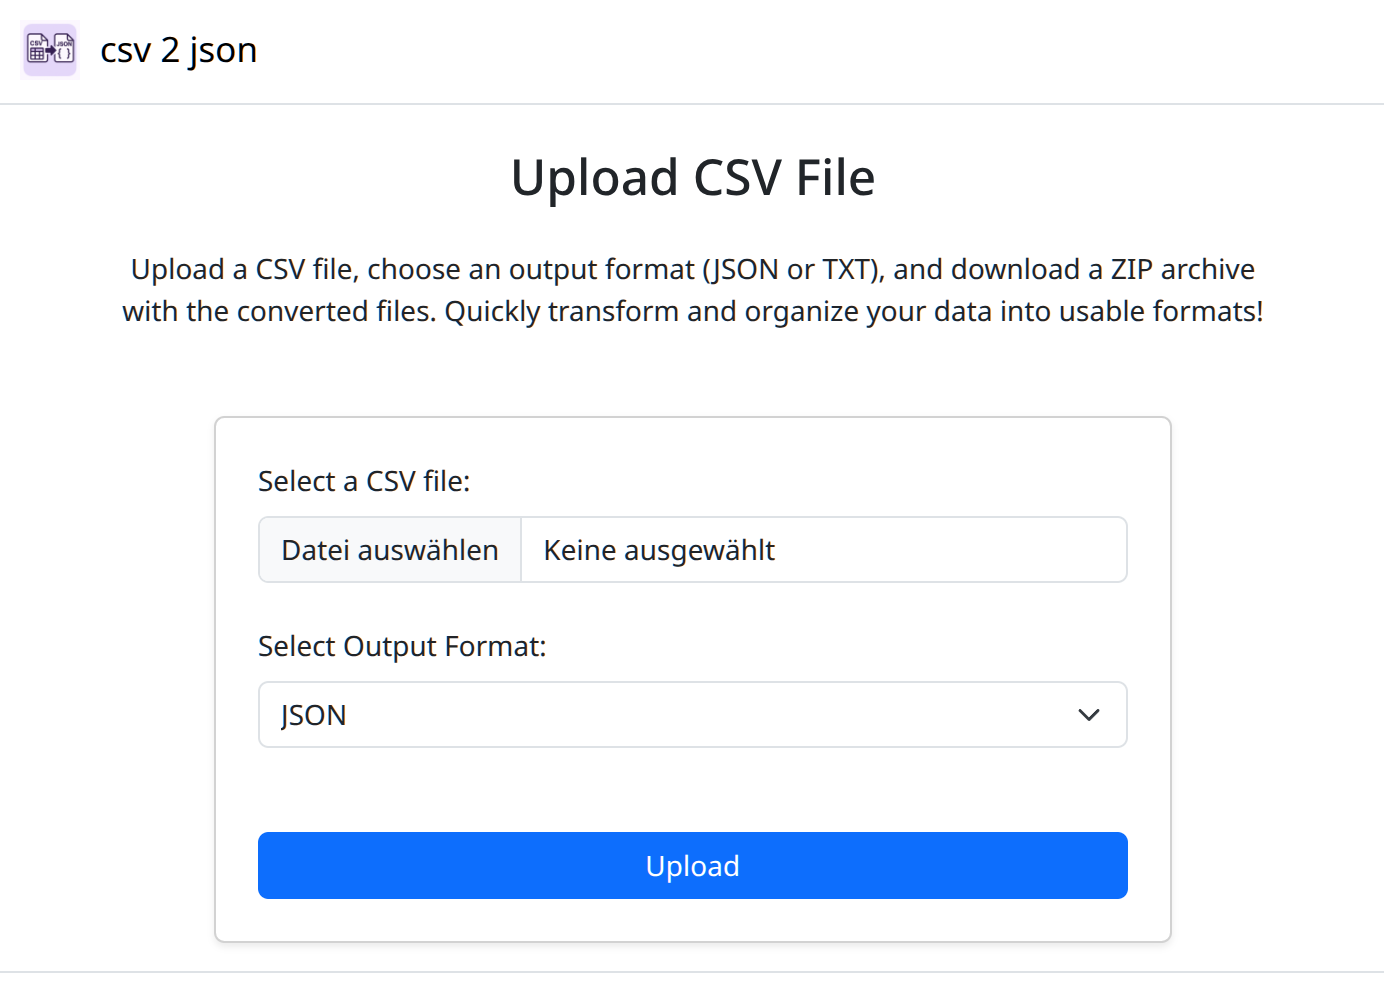 CSV JSON
csv 2 json
Upload CSV File
Upload a CSV file, choose an output format (JSON or TXT), and download a ZIP archive
with the converted files. Quickly transform and organize your data into usable formats!
Select a CSV file:
Datei auswählen Keine ausgewählt
Select Output Format:
JSON
Upload